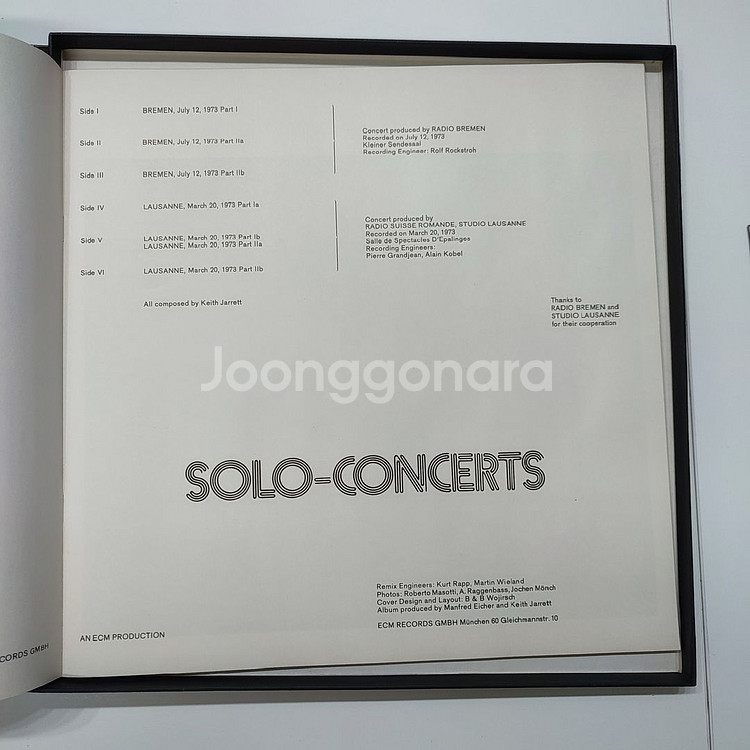 Side I BREMEN, July 12, 1973 Part I
Side II BREMEN, July 12, 1973 Part IIa
Side III BREMEN, July 12, 1973 Part IIb
Concert produced by RADIO BREMEN
Recorded on July 12, 1973
Kleiner Sendesaal
Recording Engineer: Rolf Rockstroh
Side IV LAUSANNE, March 20, 1973 Part Ia
Side V LAUSANNE, March 20, 1973 Part Ib
LAUSANNE, March 20, 1973 Part IIa
Side VI LAUSANNE, March 20, 1973 Part IIb
Concert produced by
RADIO SUISSE ROMANDE, STUDIO LAUSANNE
Recorded on March 20, 1973
Salle de Spectacles D'Epalinges
Recording Engineers:
Pierre Grandjean, Alain Kobel
All composed by Keith Jarrett
Thanks to
RADIO BREMEN and
STUDIO LAUSANNE
for their cooperation
Joonggonara
SOLO-CONCERTS
Remix Engineers: Kurt Rapp, Martin Wieland
Photos: Roberto Masotti, A. Raggenbass, Jochen Mönch
Cover Design and Layout: B & B Wojirsch
Album produced by Manfred Eicher and Keith Jarrett
ECM RECORDS GMBH München 60 Gleichmannstr. 10
AN ECM PRODUCTION
CORDS GMBH